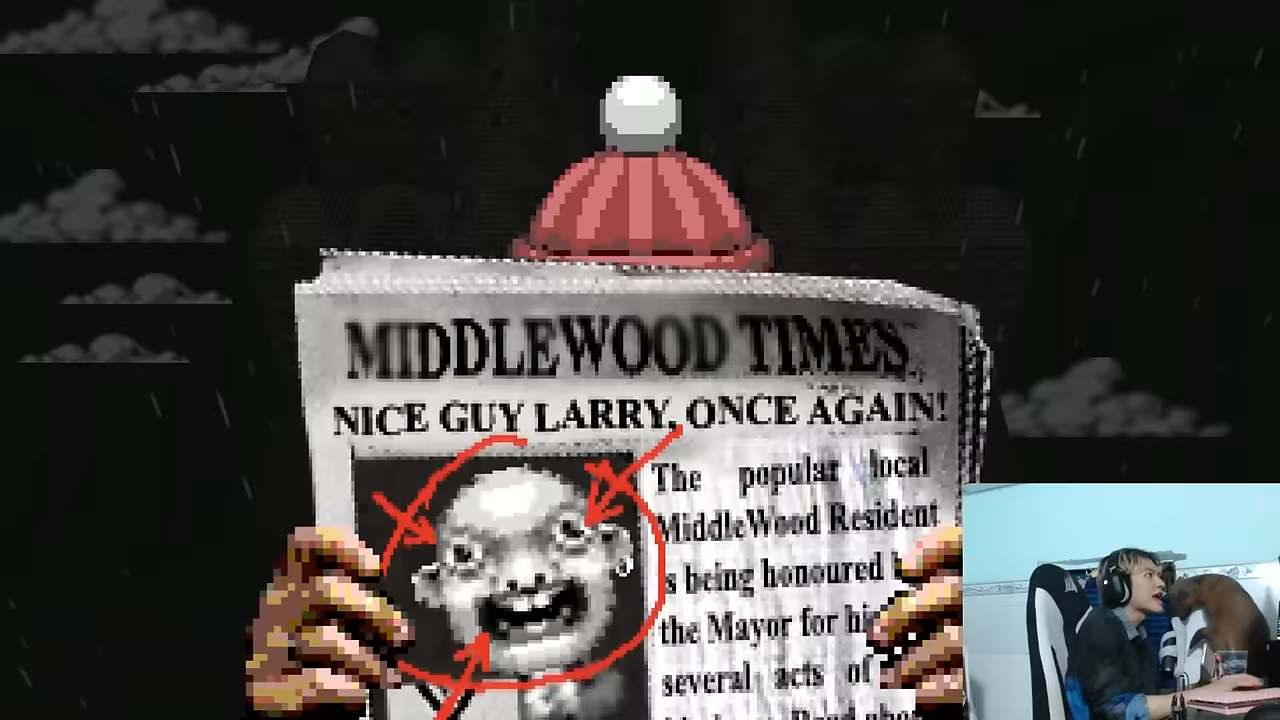 MIDDLEWOOD TIMES
NICE GUY LARRY, ONCE AGAIN!
The popular local
MiddleWood Resident
is being honoured
the Mayor for
several acts of